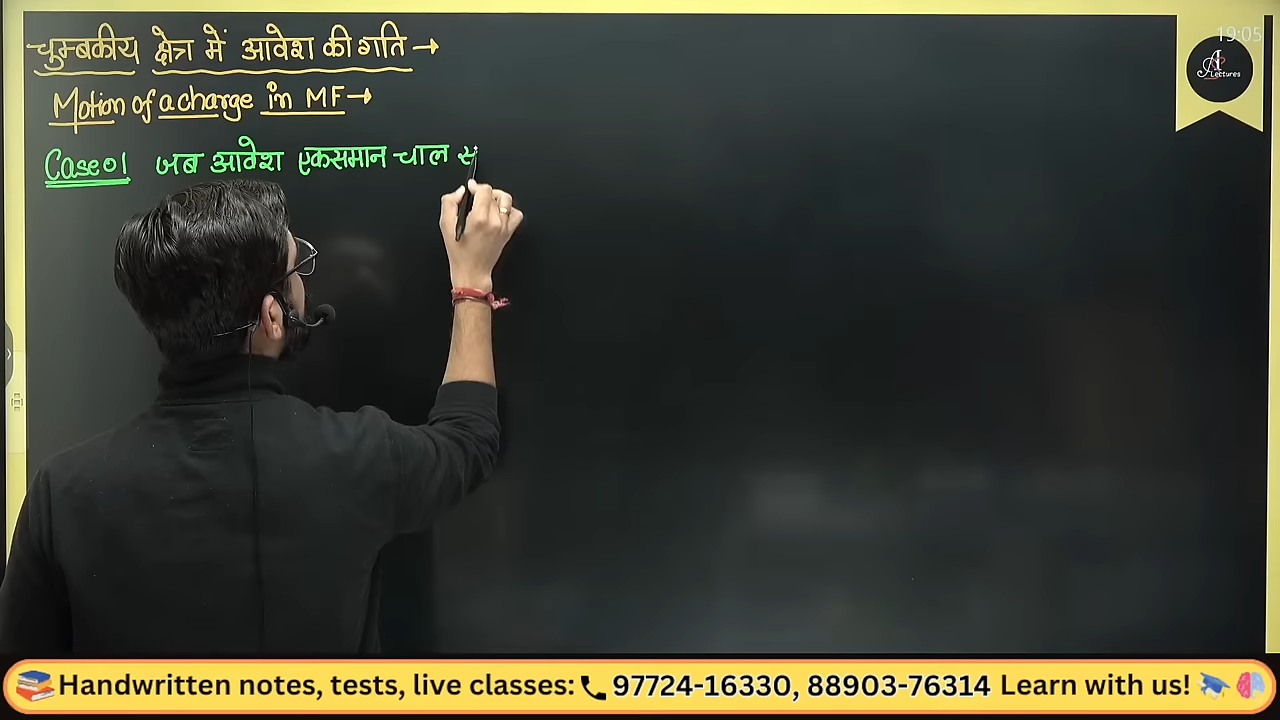 चुम्बकीय क्षेत्र में आवेश की गति →
Motion of a charge in MF →
Case 01 जब आवेश एकसमान चाल स
19:05
Lectures
Handwritten notes, tests, live classes: 97724-16330, 88903-76314 Learn with us!